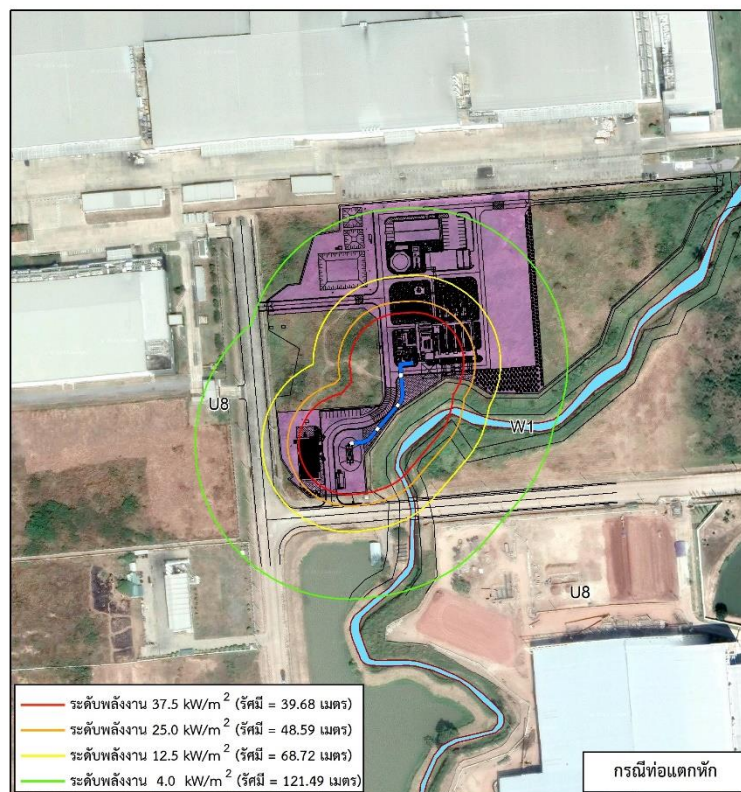 U8
W1
U8
ระดับพลังงาน 37.5 kW/m² (รัศมี = 39.68 เมตร)
ระดับพลังงาน 25.0 kW/m² (รัศมี = 48.59 เมตร)
ระดับพลังงาน 12.5 kW/m² (รัศมี = 68.72 เมตร)
ระดับพลังงาน 4.0 kW/m² (รัศมี = 121.49 เมตร)
กรณีท่อแตกหัก